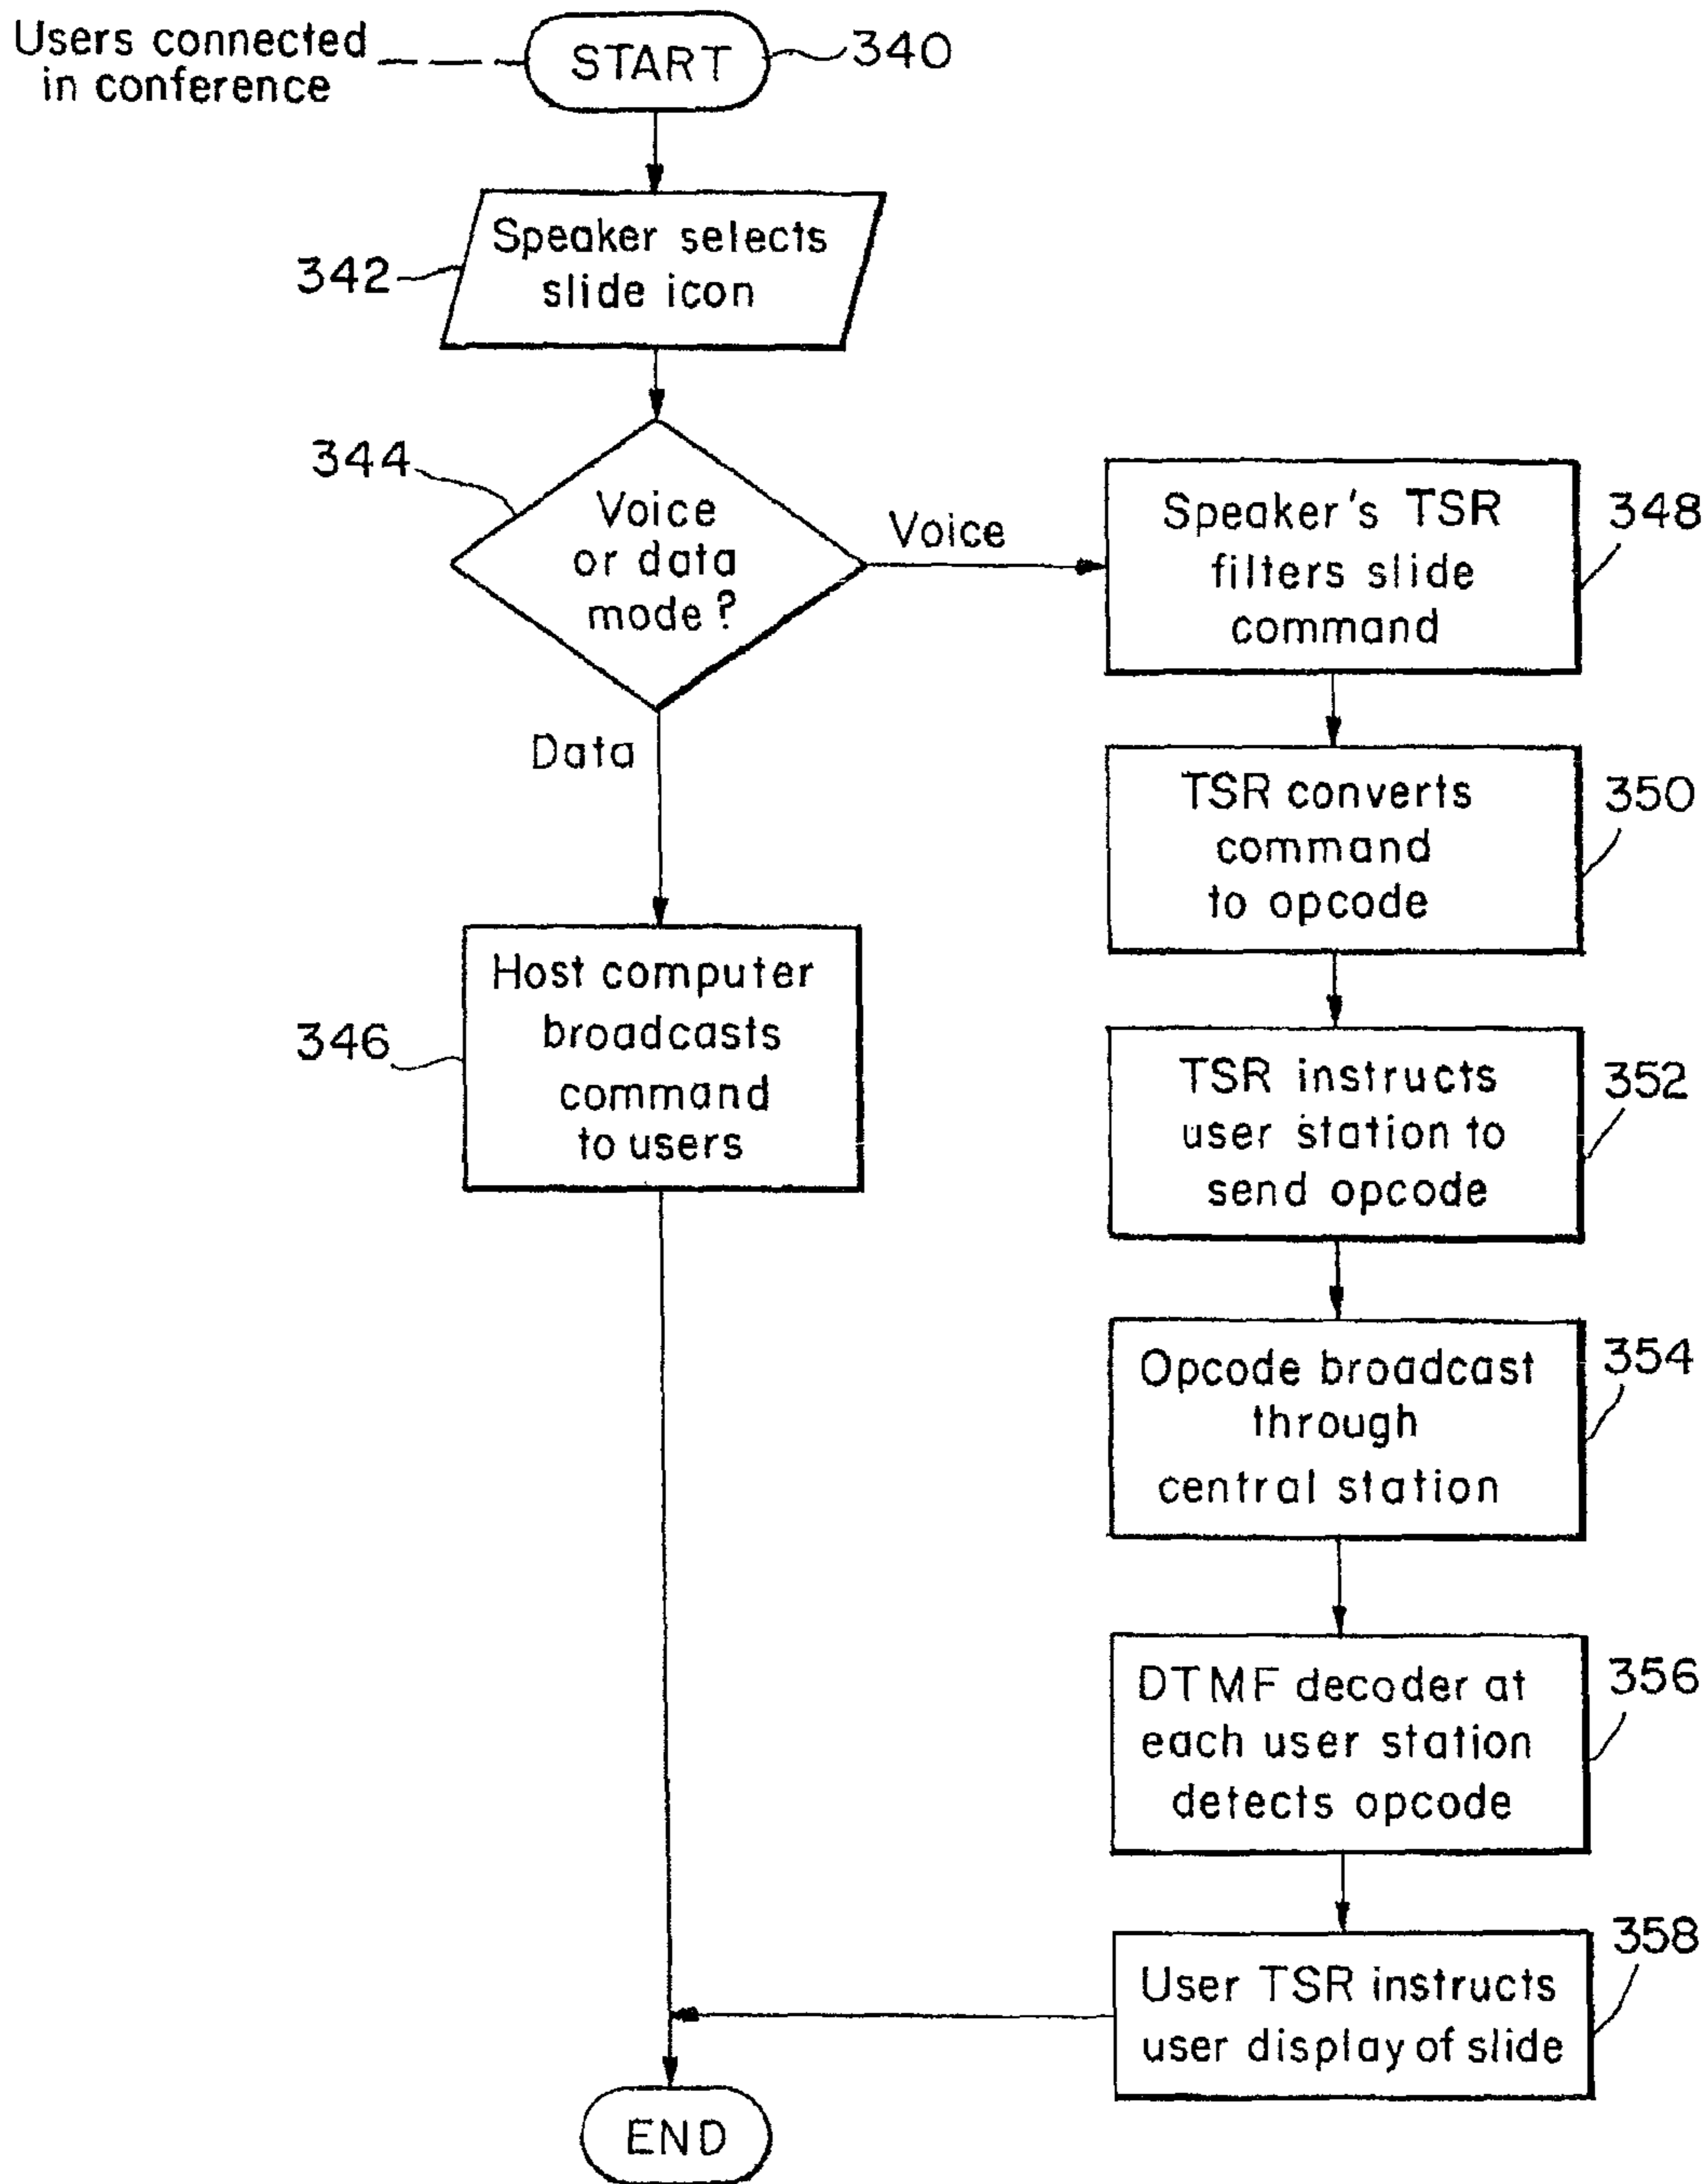 Users connected
in conference
START
340
342
Speaker selects
slide icon
344
Voice
or data
mode?
Voice
Data
346
Host computer
broadcasts
command
to users
Speaker's TSR
filters slide
command
348
TSR converts
command
to opcode
350
TSR instructs
user station to
send opcode
352
Opcode broadcast
through
central station
354
DTMF decoder at
each user station
detects opcode
356
User TSR instructs
user display of slide
358
END